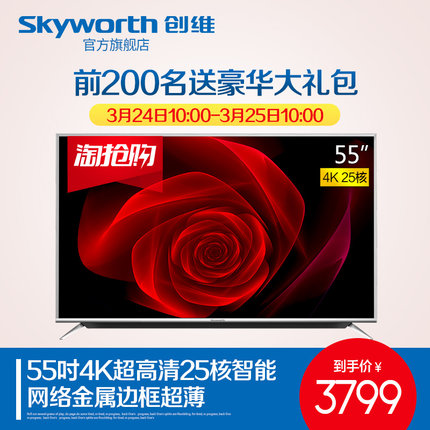 Skyworth 创维
官方旗舰店
前200名送豪华大礼包
3月24日10:00-3月25日10:00
淘抢购
55”
4K 25核
55吋4K超高清25核智能
网络金属边框超薄
到手价¥
3799